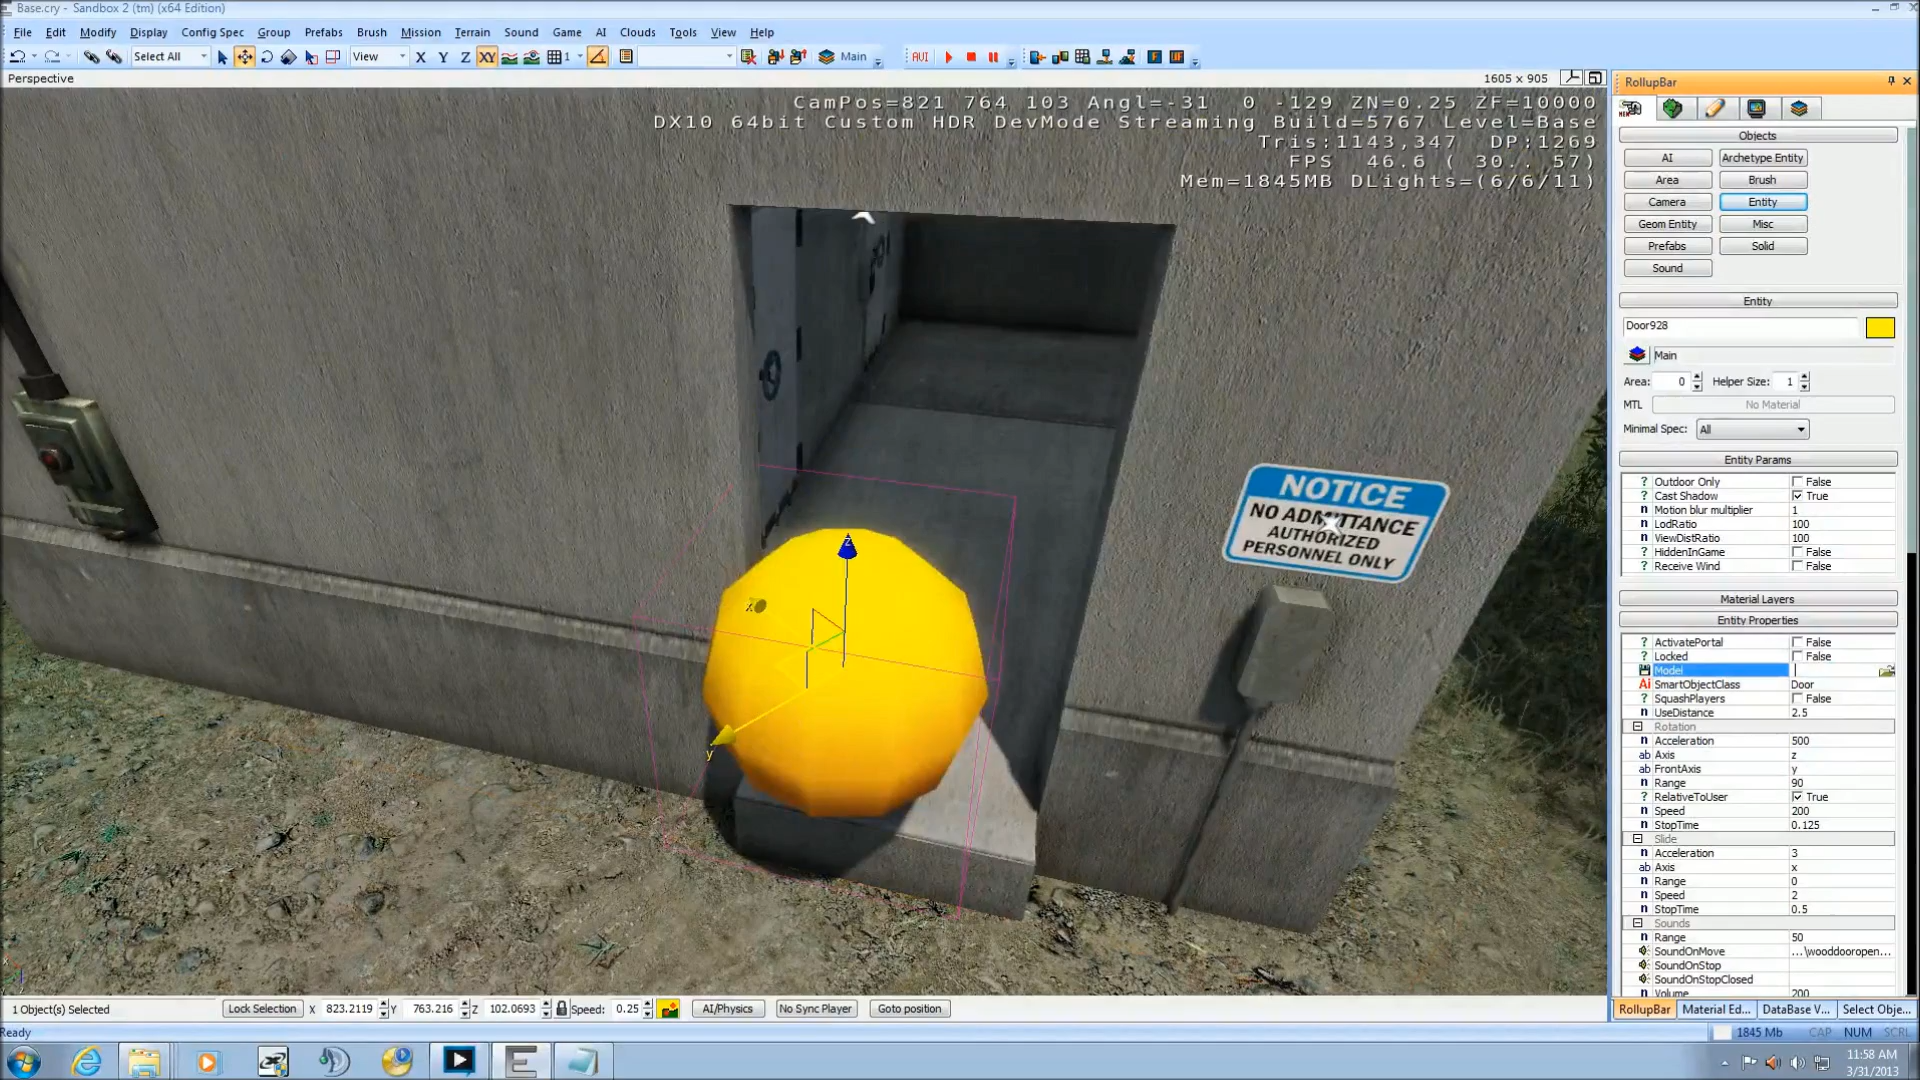 Base.cry - Sandbox 2 (tm) (x64 Edition)
File Edit Modify Display Config Spec Group Prefabs Brush Mission Terrain Sound Game AI Clouds Tools View Help
Select All View X Y Z XY 1 Main AVI
Perspective 1605 x 905
CamPos=821 764 103 Angl=-31 0 -129 ZN=0.25 ZF=10000
DX10 64bit Custom HDR DevMode Streaming Build=5767 Level=Base
Tris:1143,347 DP:1269
FPS 46.6 ( 30.. 57)
Mem=1845MB DLights=(6/6/11)
NOTICE
NO ADMITTANCE
AUTHORIZED
PERSONNEL ONLY
z
x
y
RollupBar
Objects
AI Archetype Entity
Area Brush
Camera Entity
Geom Entity Misc
Prefabs Solid
Sound
Entity
Door928
Main
Area: 0 Helper Size: 1
MTL No Material
Minimal Spec: All
Entity Params
? Outdoor Only False
? Cast Shadow True
n Motion blur multiplier 1
n LodRatio 100
n ViewDistRatio 100
? HiddenInGame False
? Receive Wind False
Material Layers
Entity Properties
? ActivatePortal False
? Locked False
Model
Ai SmartObjectClass Door
? SquashPlayers False
n UseDistance 2.5
Rotation
n Acceleration 500
ab Axis z
ab FrontAxis y
n Range 90
? RelativeToUser True
n Speed 200
n StopTime 0.125
Slide
n Acceleration 3
ab Axis x
n Range 0
n Speed 2
n StopTime 0.5
Sounds
n Range 50
SoundOnMove ...\wooddooropen...
SoundOnStop
SoundOnStopClosed
n Volume 200
1 Object(s) Selected Lock Selection X 823.2119 Y 763.216 Z 102.0693 Speed: 0.25 AI/Physics No Sync Player Goto position
RollupBar Material Ed... DataBase V... Select Obje...
Ready 1845 Mb CAP NUM SCRL
11:58 AM
3/31/2013